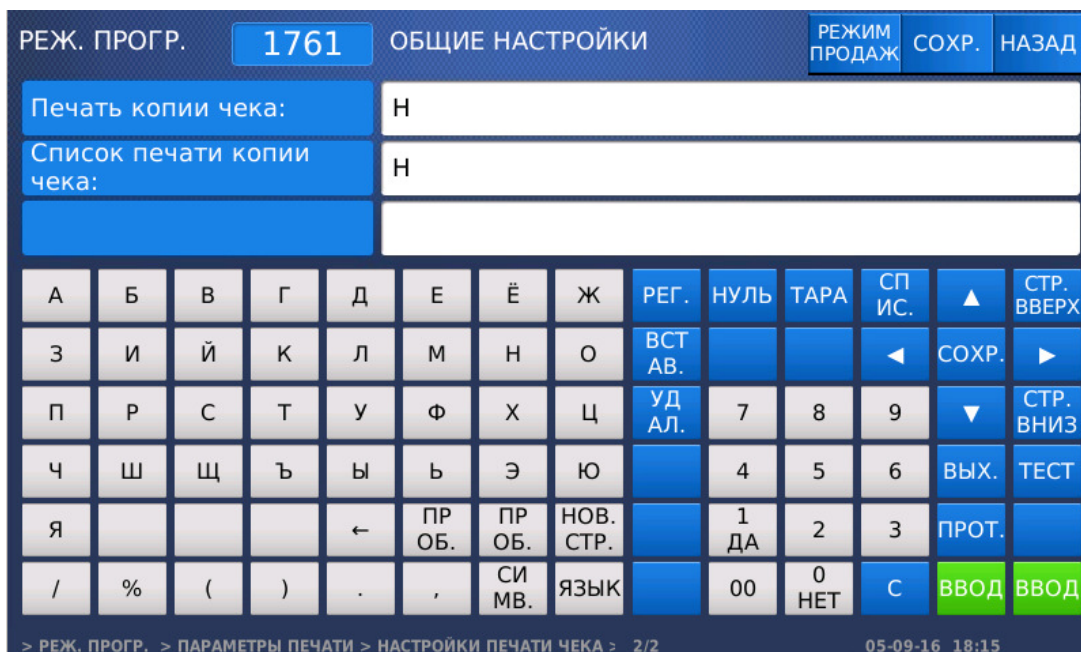 РЕЖ. ПРОГР. 1761 ОБЩИЕ НАСТРОЙКИ РЕЖИМ ПРОДАЖ СОХР. НАЗАД
Печать копии чека: Н
Список печати копии чека: Н
А Б В Г Д Е Ё Ж РЕГ. НУЛЬ ТАРА СП ИС. ▲ СТР. ВВЕРХ
З И Й К Л М Н О ВСТ АВ. ◀ СОХР. ▶
П Р С Т У Ф Х Ц УД АЛ. 7 8 9 ▼ СТР. ВНИЗ
Ч Ш Щ Ъ Ы Ь Э Ю 4 5 6 ВЫХ. ТЕСТ
Я ← ПР ОБ. ПР ОБ. НОВ. СТР. 1 ДА 2 3 ПРОТ.
/ % ( ) . , СИ МВ. ЯЗЫК 00 0 НЕТ С ВВОД ВВОД
> РЕЖ. ПРОГР. > ПАРАМЕТРЫ ПЕЧАТИ > НАСТРОЙКИ ПЕЧАТИ ЧЕКА > 2/2 05-09-16 18:15